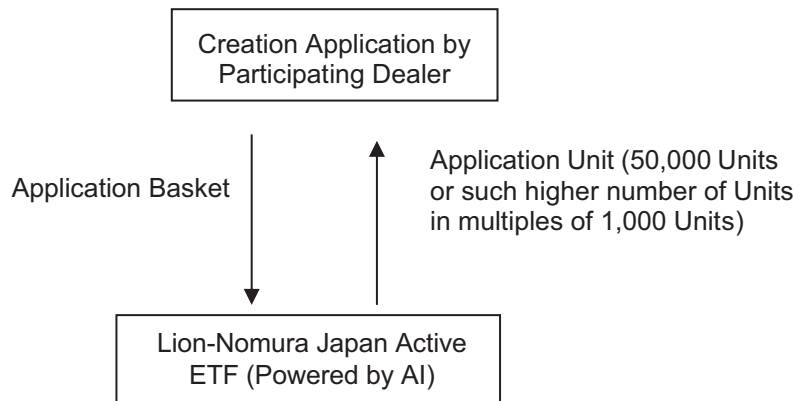 Creation Application by
Participating Dealer
Application Basket
Application Unit (50,000 Units
or such higher number of Units
in multiples of 1,000 Units)
Lion-Nomura Japan Active
ETF (Powered by AI)